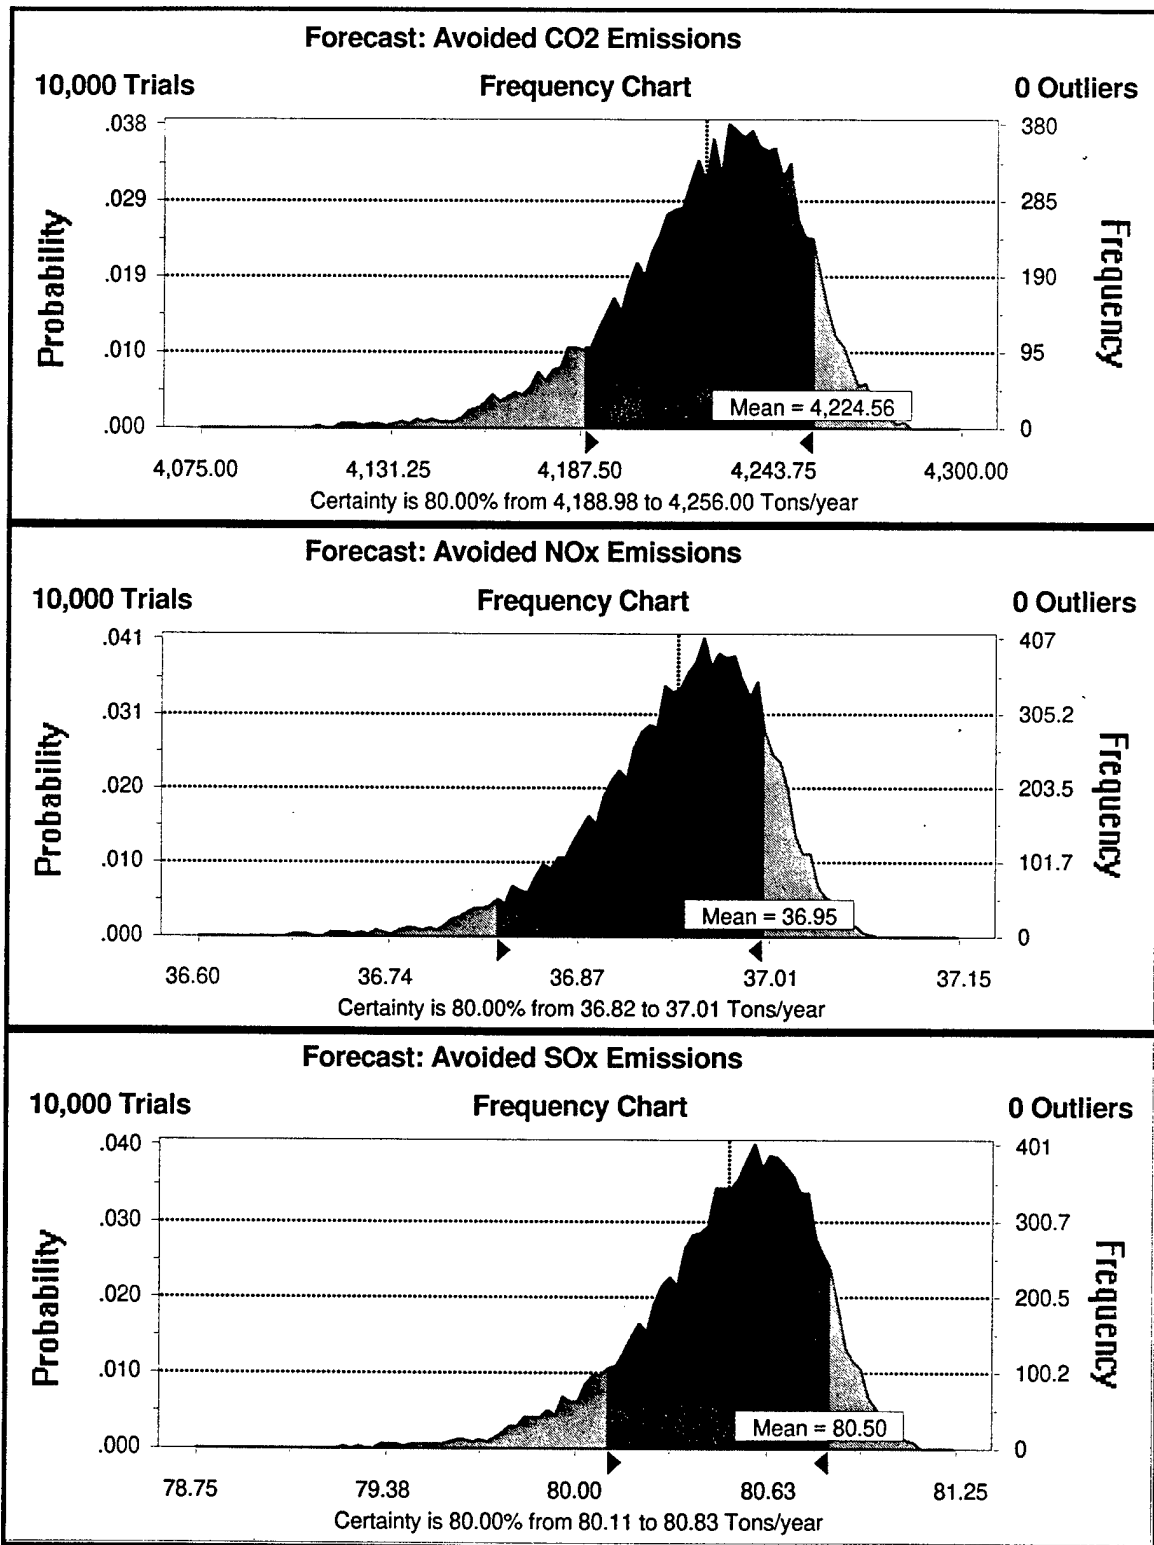 Forecast: Avoided CO2 Emissions
10,000 Trials Frequency Chart 0 Outliers
.038 380
.029 285
.019 190
.010 95
.000 0
Probability
Frequency
Mean = 4,224.56
4,075.00 4,131.25 4,187.50 4,243.75 4,300.00
Certainty is 80.00% from 4,188.98 to 4,256.00 Tons/year
Forecast: Avoided NOx Emissions
10,000 Trials Frequency Chart 0 Outliers
.041 407
.031 305.2
.020 203.5
.010 101.7
.000 0
Probability
Frequency
Mean = 36.95
36.60 36.74 36.87 37.01 37.15
Certainty is 80.00% from 36.82 to 37.01 Tons/year
Forecast: Avoided SOx Emissions
10,000 Trials Frequency Chart 0 Outliers
.040 401
.030 300.7
.020 200.5
.010 100.2
.000 0
Probability
Frequency
Mean = 80.50
78.75 79.38 80.00 80.63 81.25
Certainty is 80.00% from 80.11 to 80.83 Tons/year